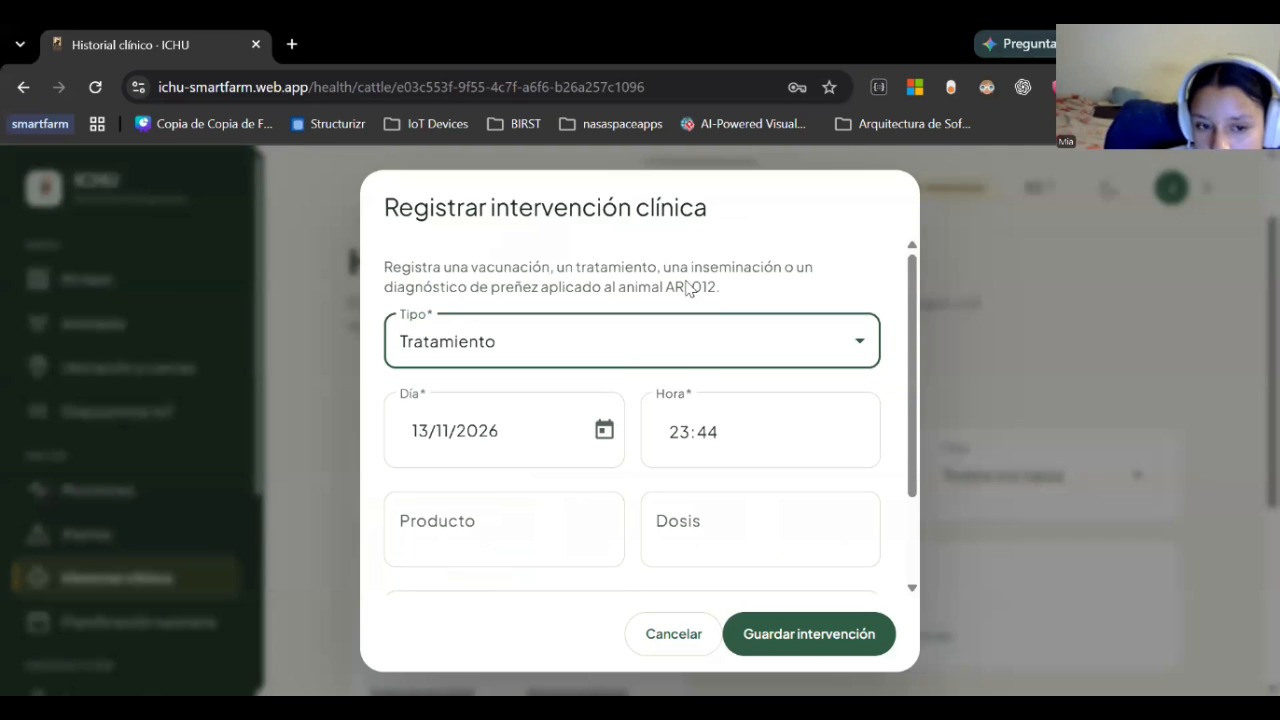 Historial clínico · ICHU
Pregunta
ichu-smartfarm.web.app/health/cattle/e03c553f-9f55-4c7f-a6f6-b26a257c1096
smartfarm
Copia de Copia de F...
Structurizr
IoT Devices
BIRST
nasaspaceapps
AI-Powered Visual...
Arquitectura de Sof...
Mia
ICHU
Registrar intervención clínica
Registra una vacunación, un tratamiento, una inseminación o un
diagnóstico de preñez aplicado al animal
Tipo*
Tratamiento
Día*
Hora*
13/11/2026
23:44
Producto
Dosis
Cancelar
Guardar intervención